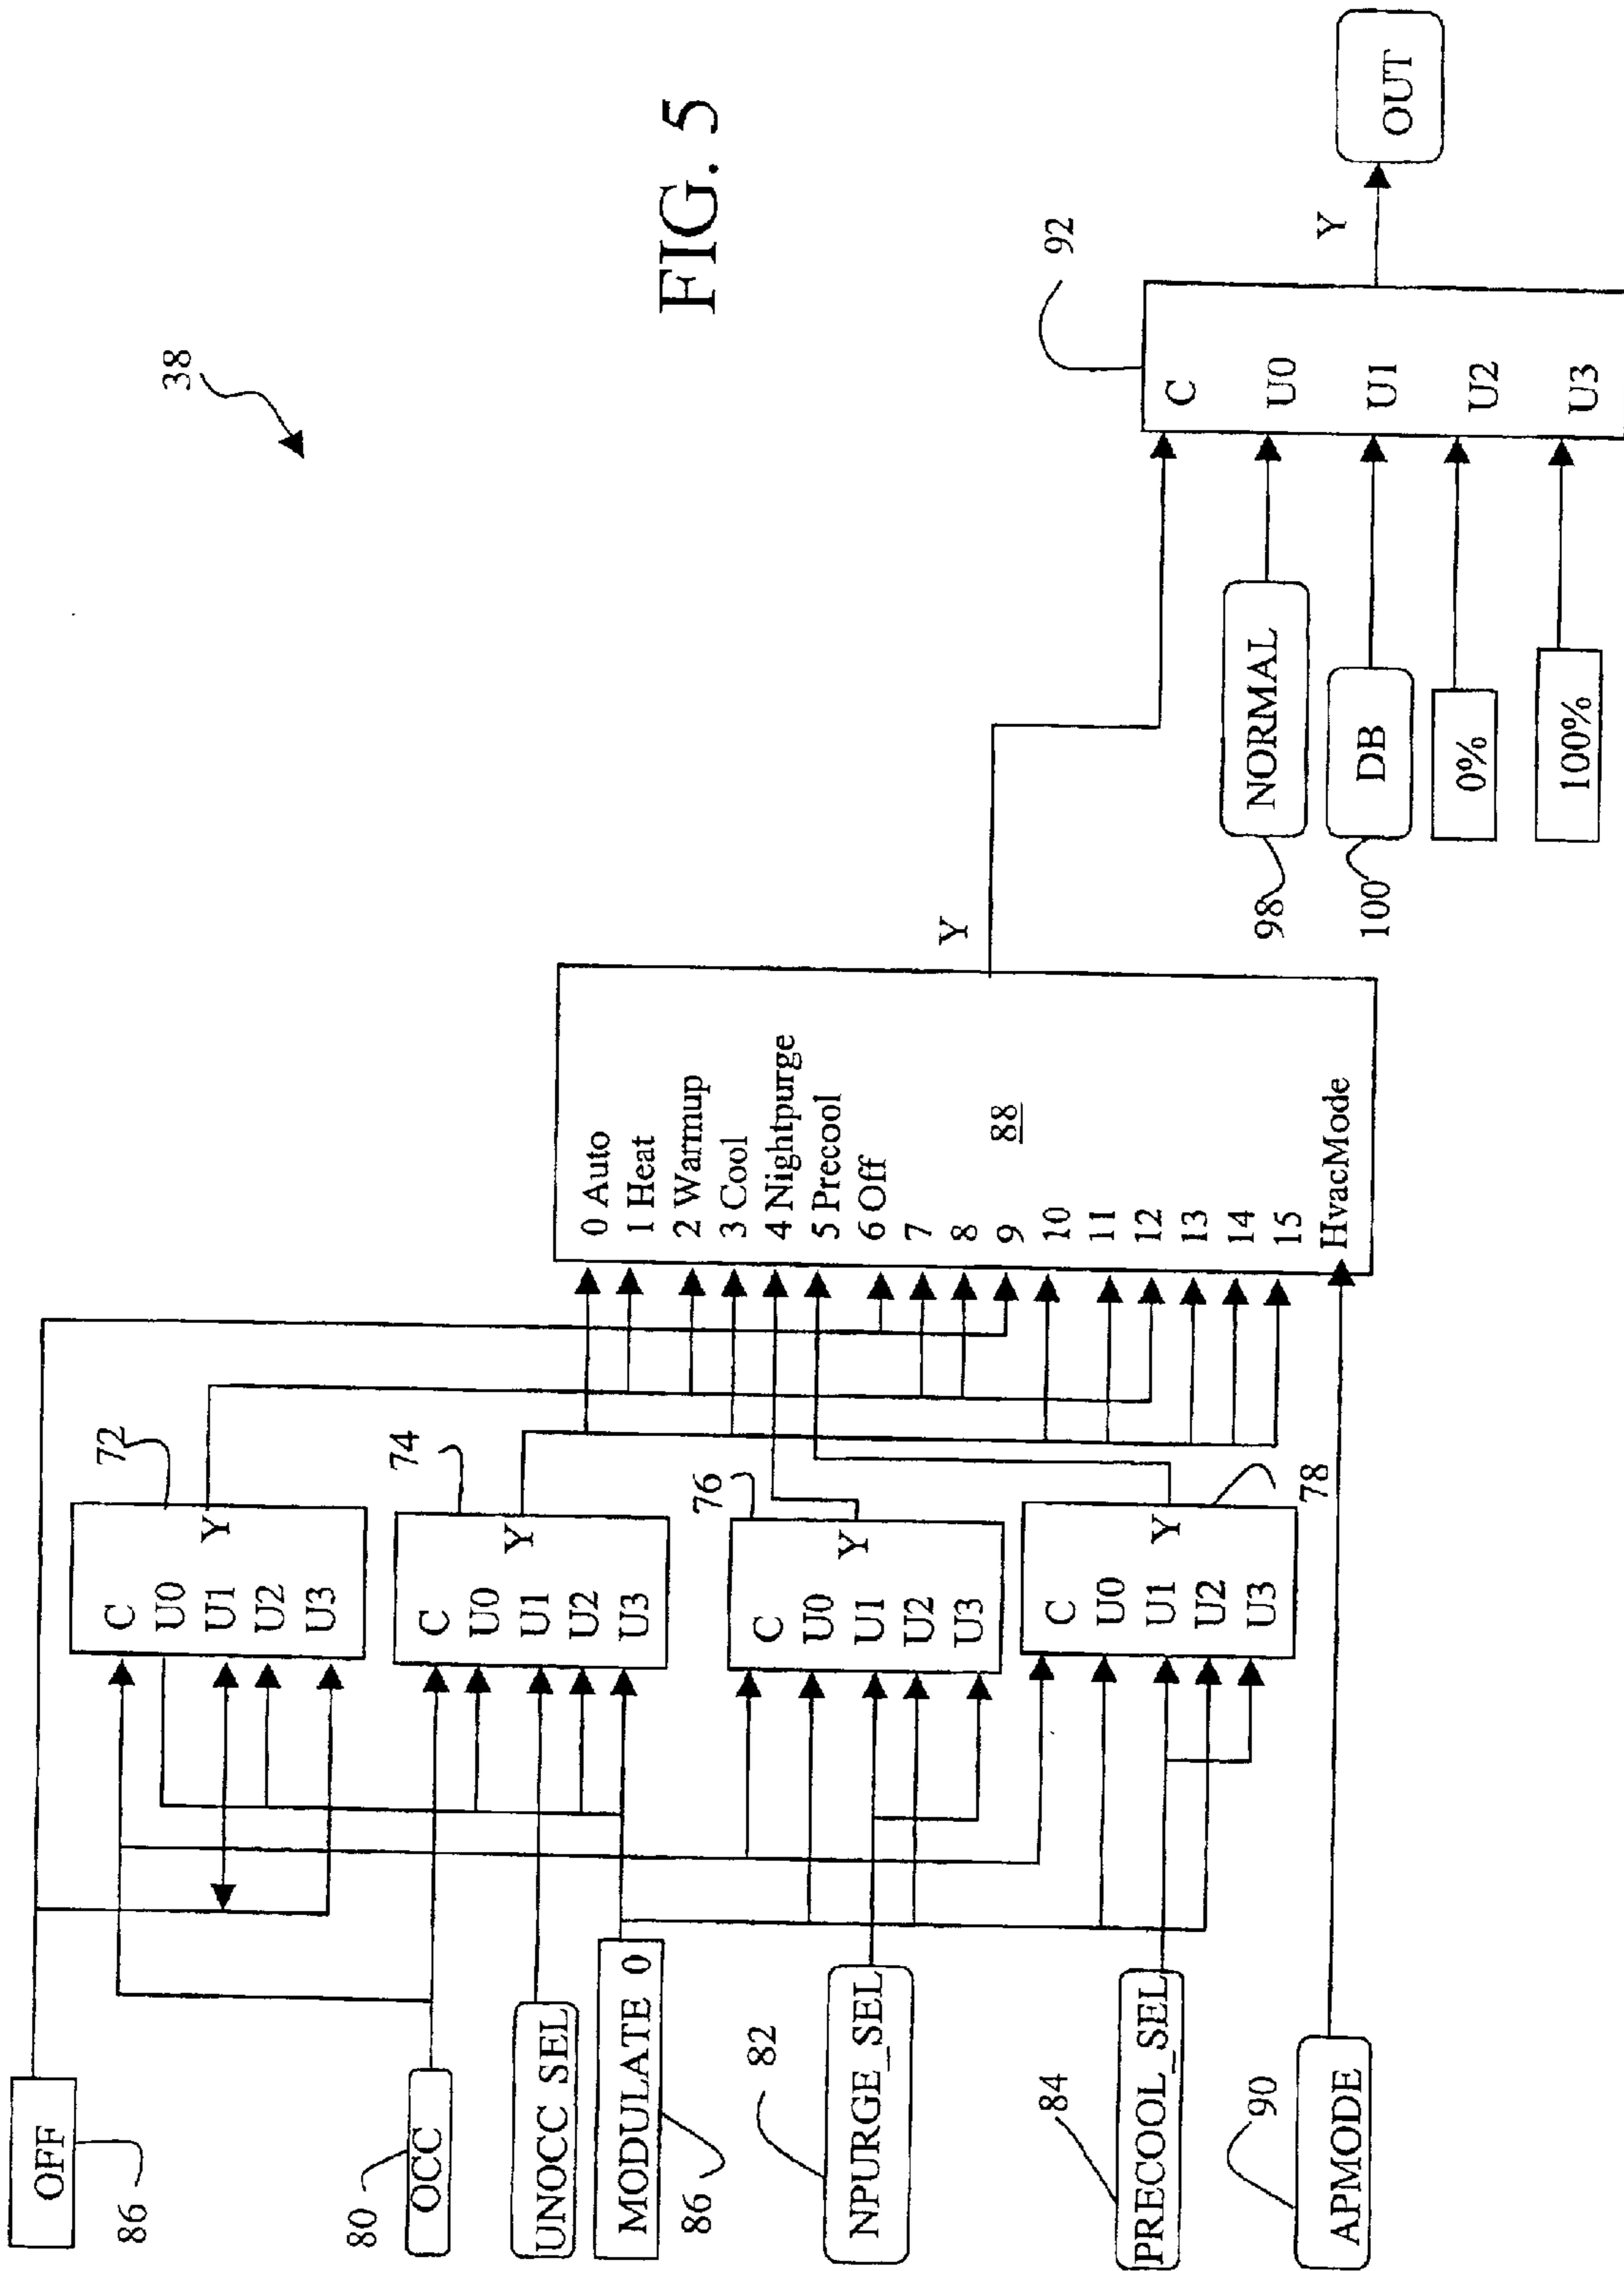 38
FIG. 5
OFF
86
80
OCC
UNOCC SEL
MODULATE 0
86
82
NPURGE_SEL
84
PRECOOL_SEL
90
APMODE
72
C
U0
U1
U2
U3
Y
74
C
U0
U1
U2
U3
Y
76
C
U0
U1
U2
U3
Y
78
C
U0
U1
U2
U3
Y
0 Auto
1 Heat
2 Warmup
3 Cool
4 Nightpurge
5 Precool
6 Off
7
8
9
10
11
12
13
14
15
HvacMode
88
Y
92
C
U0
U1
U2
U3
NORMAL
98
DB
100
0%
100%
Y
OUT